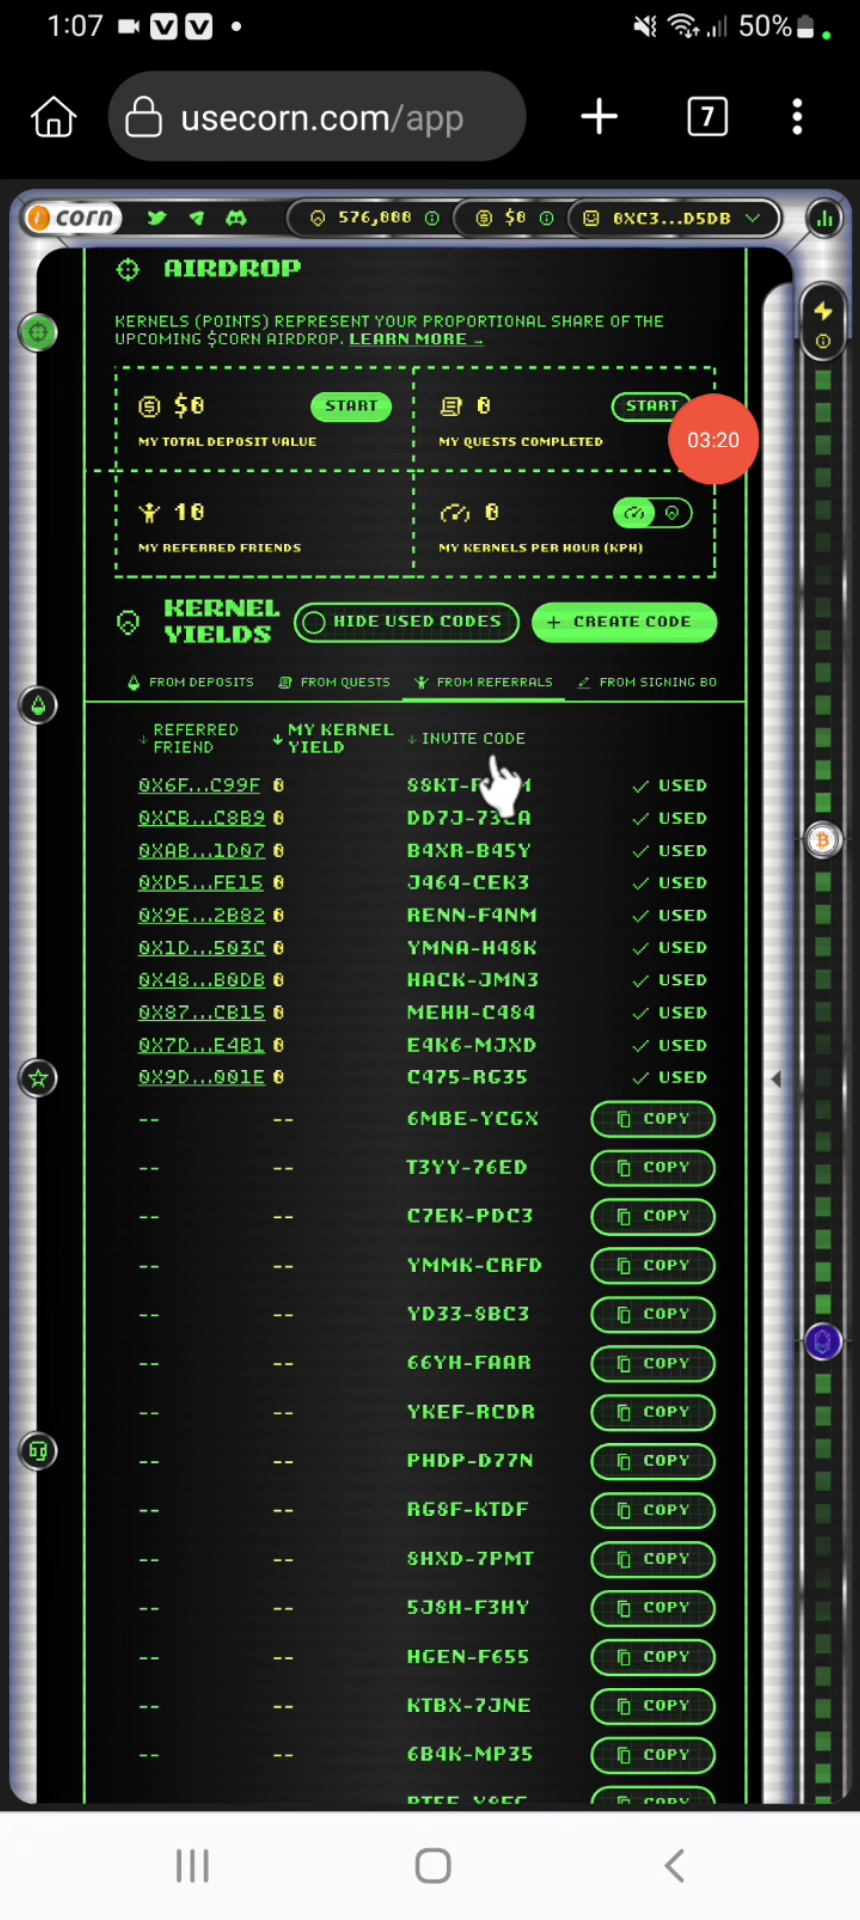 1:07
50%
usecorn.com/app
7
corn
576,000
$0
0XC3...D5DB
AIRDROP
KERNELS (POINTS) REPRESENT YOUR PROPORTIONAL SHARE OF THE
UPCOMING $CORN AIRDROP. LEARN MORE →
$0 START
0 START
MY TOTAL DEPOSIT VALUE
MY QUESTS COMPLETED
03:20
10
0
MY REFERRED FRIENDS
MY KERNELS PER HOUR (KPH)
KERNEL
YIELDS
HIDE USED CODES
+ CREATE CODE
FROM DEPOSITS FROM QUESTS FROM REFERRALS FROM SIGNING BO
↓ REFERRED
FRIEND
↓ MY KERNEL
YIELD
↓ INVITE CODE
0X6F...C99F 0 ✓ USED
0XCB...C8B9 0 ✓ USED
0XAB...1D07 0 B4XR-B45Y ✓ USED
0XD5...FE15 0 J464-CEK3 ✓ USED
0X9E...2B82 0 RENN-F4NM ✓ USED
0X1D...503C 0 YMNA-H48K ✓ USED
0X48...B0DB 0 HACK-JMN3 ✓ USED
0X87...CB15 0 MEHH-C484 ✓ USED
0X7D...E4B1 0 E4K6-MJXD ✓ USED
0X9D...001E 0 C475-RG35 ✓ USED
-- -- 6MBE-YCGX COPY
-- -- T3YY-76ED COPY
-- -- C7EK-PDC3 COPY
-- -- YMMK-CRFD COPY
-- -- YD33-8BC3 COPY
-- -- 66YH-FAAR COPY
-- -- YKEF-RCDR COPY
-- -- PHDP-D77N COPY
-- -- RG8F-KTDF COPY
-- -- 8HXD-7PMT COPY
-- -- 5J8H-F3HY COPY
-- -- HGEN-F655 COPY
-- -- KTBX-7JNE COPY
-- -- 6B4K-MP35 COPY
COPY